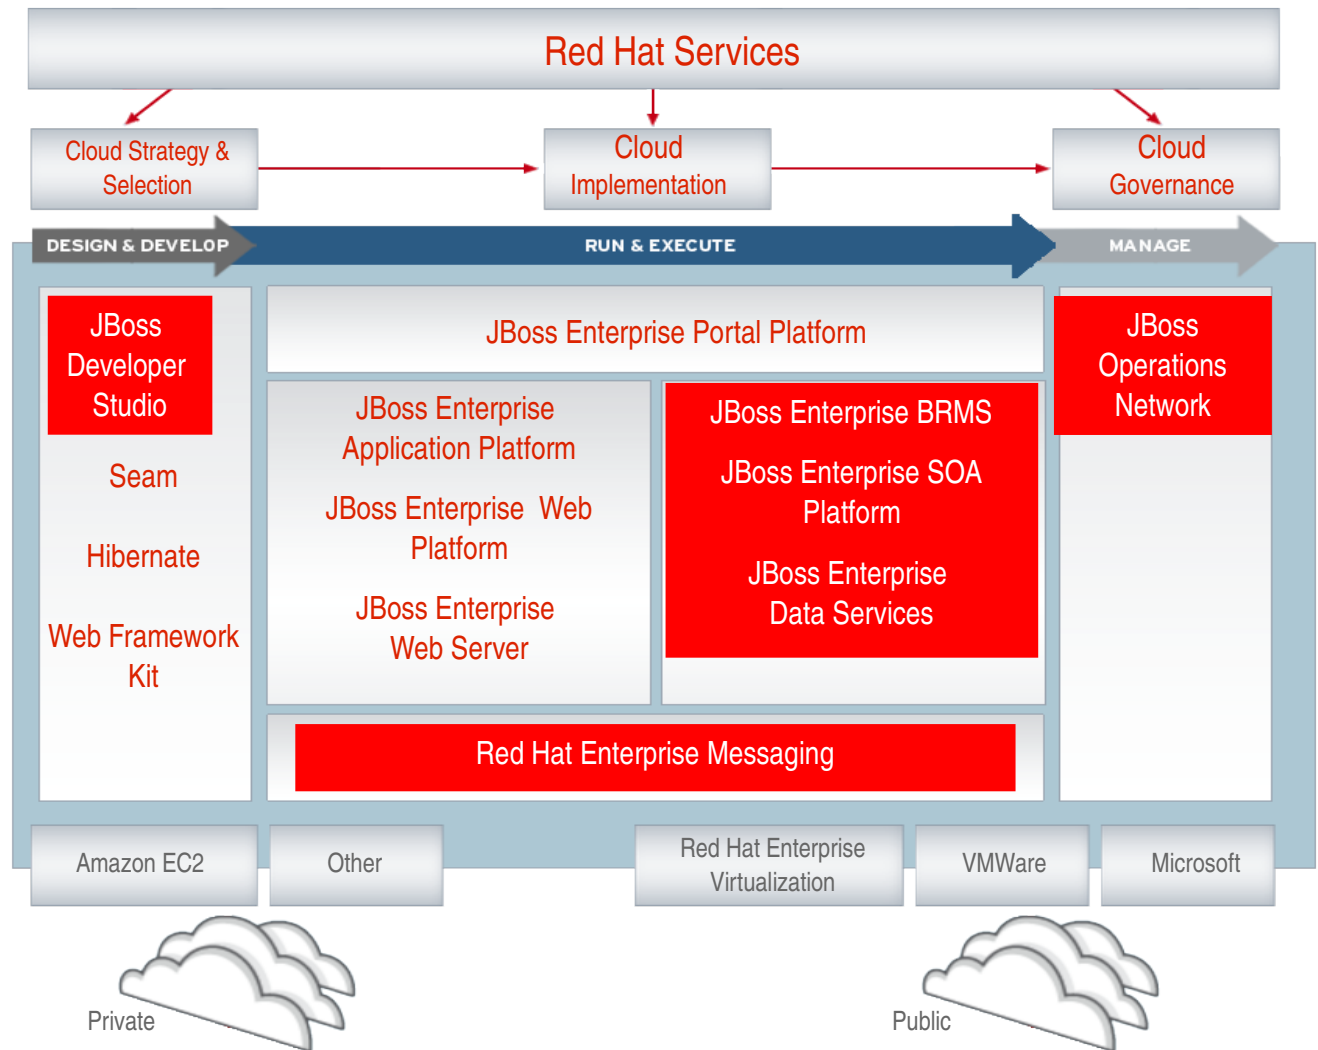 Red Hat Services
Cloud Strategy &
Selection
Cloud
Implementation
Cloud
Governance
DESIGN & DEVELOP
RUN & EXECUTE
MANAGE
JBoss
Developer
Studio
Seam
Hibernate
Web Framework
Kit
JBoss Enterprise Portal Platform
JBoss Enterprise
Application Platform
JBoss Enterprise Web
Platform
JBoss Enterprise
Web Server
JBoss Enterprise BRMS
JBoss Enterprise SOA
Platform
JBoss Enterprise
Data Services
Red Hat Enterprise Messaging
JBoss
Operations
Network
Amazon EC2
Other
Red Hat Enterprise
Virtualization
VMWare
Microsoft
Private
Public